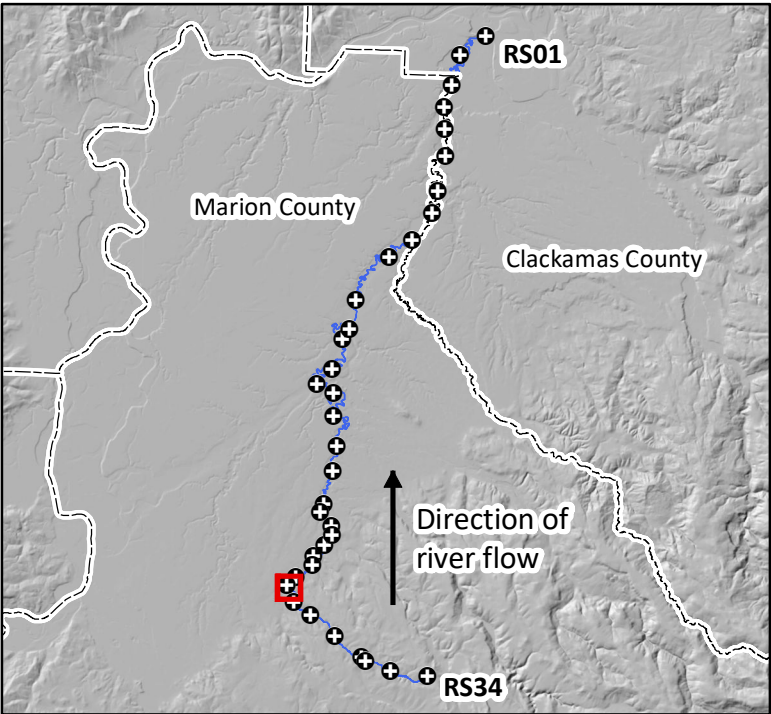 RS01
Marion County
Clackamas County
Direction of
river flow
RS34